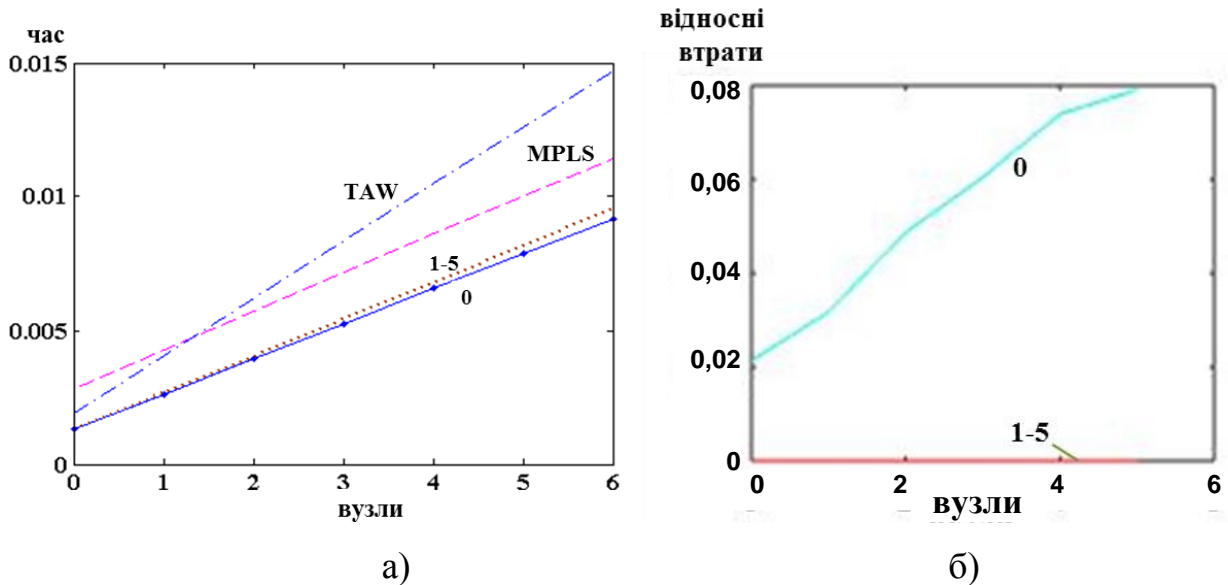 час
0.015
0.01
0.005
0
TAW
MPLS
1-5
0
0 1 2 3 4 5 6
вузли
а)
відносні
втрати
0,08
0,06
0,04
0,02
0
0
1-5
0 2 4 6
вузли
б)